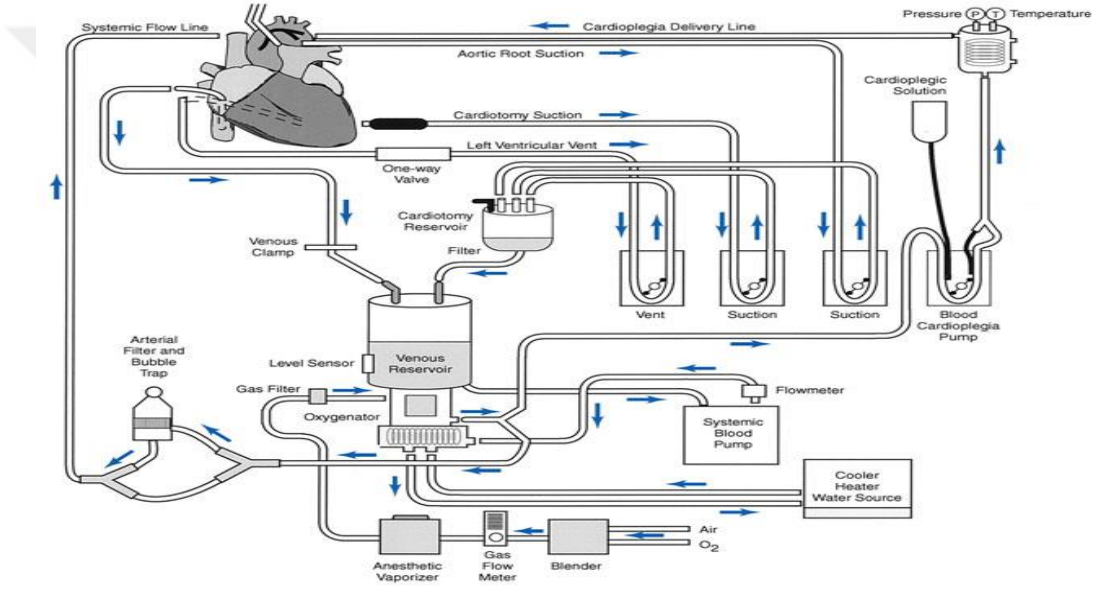 Systemic Flow Line
Cardioplegia Delivery Line
Pressure P T Temperature
Aortic Root Suction
Cardioplegic
Solution
Cardiotomy Suction
Left Ventricular Vent
One-way
Valve
Cardiotomy
Reservoir
Venous
Clamp
Filter
Vent
Suction
Suction
Blood
Cardioplegia
Pump
Arterial
Filter and
Bubble
Trap
Level Sensor
Venous
Reservoir
Gas Filter
Flowmeter
Oxygenator
Systemic
Blood
Pump
Cooler
Heater
Water Source
Air
O2
Anesthetic
Vaporizer
Gas
Flow
Meter
Blender